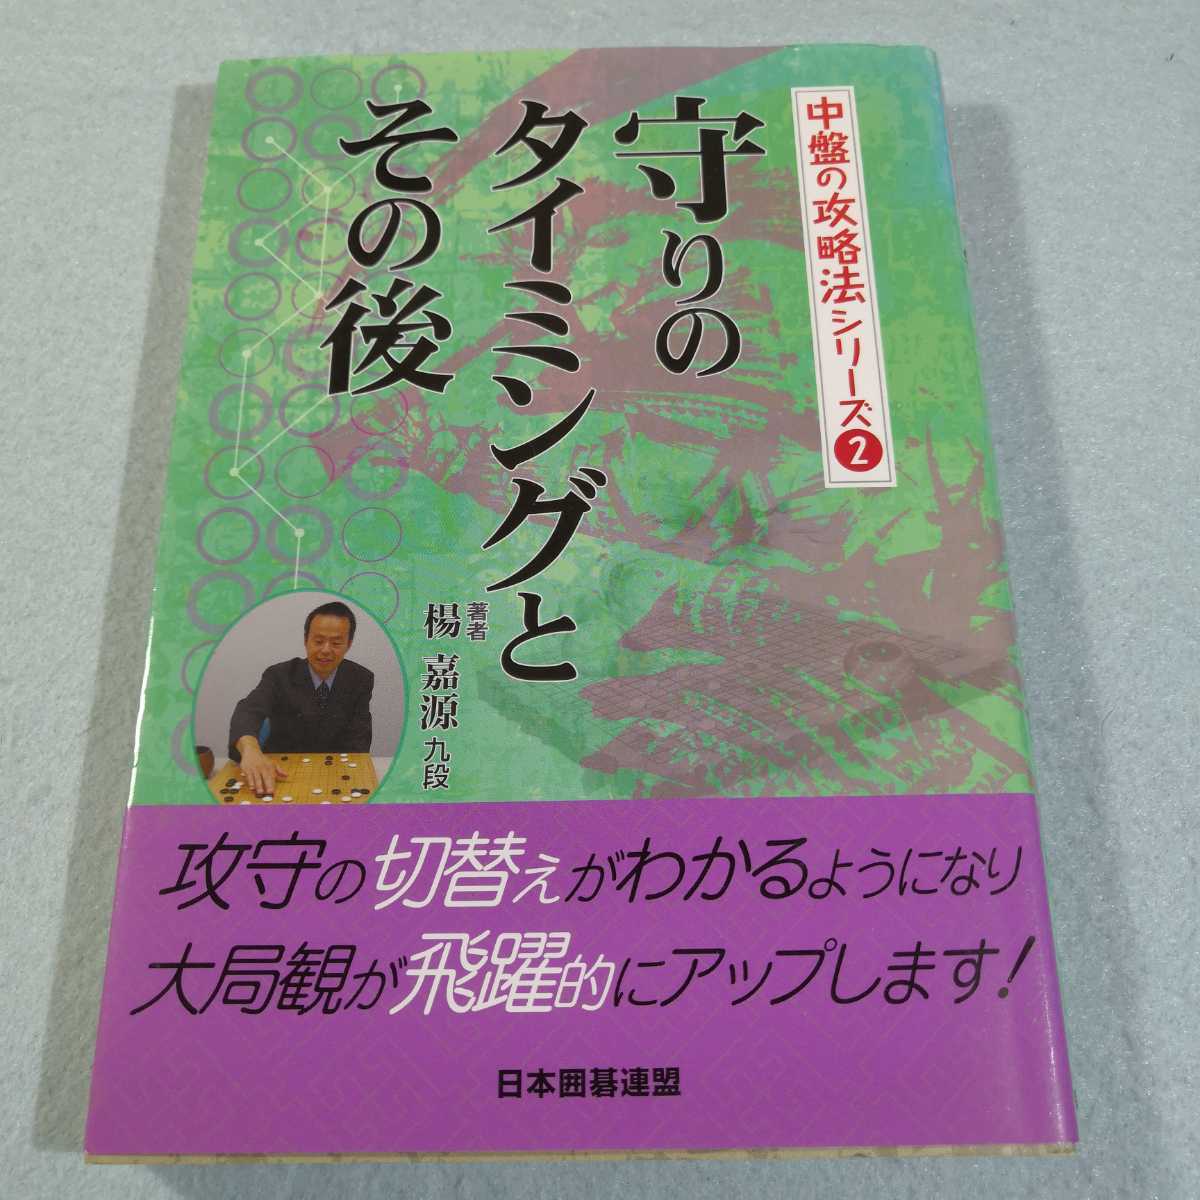 中盤の攻略法シリーズ2
守りの
タイミングと
その後
著者
楊 嘉源 九段
攻守の切替えがわかるようになり
大局観が飛躍的にアップします!
日本囲碁連盟